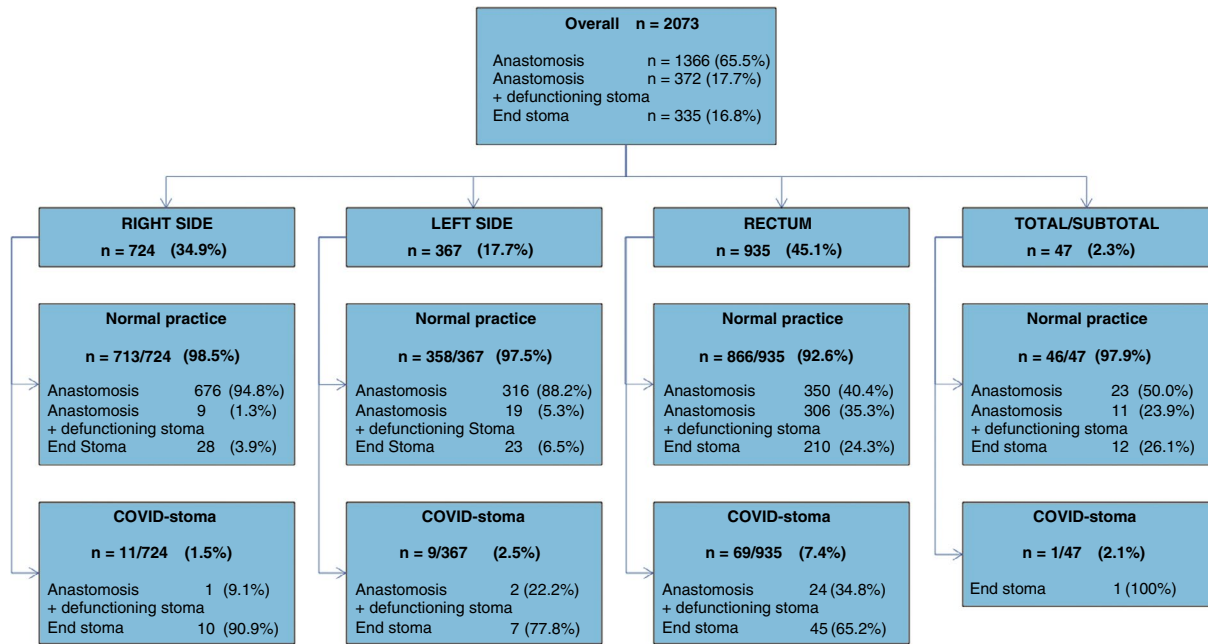 Overall n = 2073
Anastomosis n = 1366 (65.5%)
Anastomosis n = 372 (17.7%)
+ defunctioning stoma
End stoma n = 335 (16.8%)
RIGHT SIDE
n = 724 (34.9%)
LEFT SIDE
n = 367 (17.7%)
RECTUM
n = 935 (45.1%)
TOTAL/SUBTOTAL
n = 47 (2.3%)
Normal practice
n = 713/724 (98.5%)
Anastomosis 676 (94.8%)
Anastomosis 9 (1.3%)
+ defunctioning stoma
End Stoma 28 (3.9%)
Normal practice
n = 358/367 (97.5%)
Anastomosis 316 (88.2%)
Anastomosis 19 (5.3%)
+ defunctioning Stoma
End Stoma 23 (6.5%)
Normal practice
n = 866/935 (92.6%)
Anastomosis 350 (40.4%)
Anastomosis 306 (35.3%)
+ defunctioning stoma
End stoma 210 (24.3%)
Normal practice
n = 46/47 (97.9%)
Anastomosis 23 (50.0%)
Anastomosis 11 (23.9%)
+ defunctioning stoma
End stoma 12 (26.1%)
COVID-stoma
n = 11/724 (1.5%)
Anastomosis 1 (9.1%)
+ defunctioning stoma
End stoma 10 (90.9%)
COVID-stoma
n = 9/367 (2.5%)
Anastomosis 2 (22.2%)
+ defunctioning stoma
End stoma 7 (77.8%)
COVID-stoma
n = 69/935 (7.4%)
Anastomosis 24 (34.8%)
+ defunctioning stoma
End stoma 45 (65.2%)
COVID-stoma
n = 1/47 (2.1%)
End stoma 1 (100%)